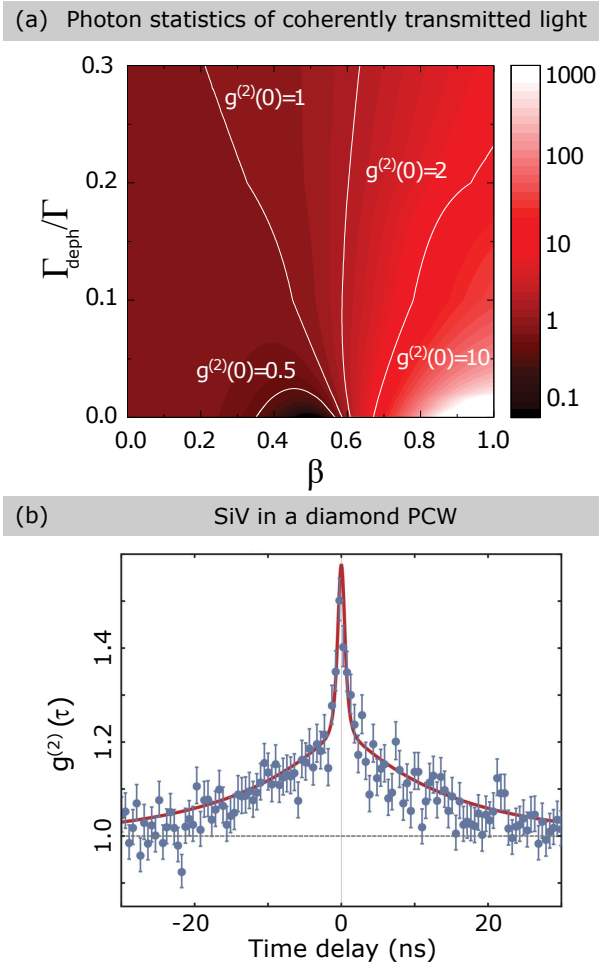 (a) Photon statistics of coherently transmitted light
0.3
0.2
0.1
0.0
Γdeph/Γ
g(2)(0)=1
g(2)(0)=2
g(2)(0)=0.5
g(2)(0)=10
1000
100
10
1
0.1
0.0 0.2 0.4 0.6 0.8 1.0
β
(b) SiV in a diamond PCW
1.4
1.2
1.0
g(2)(τ)
-20 0 20
Time delay (ns)